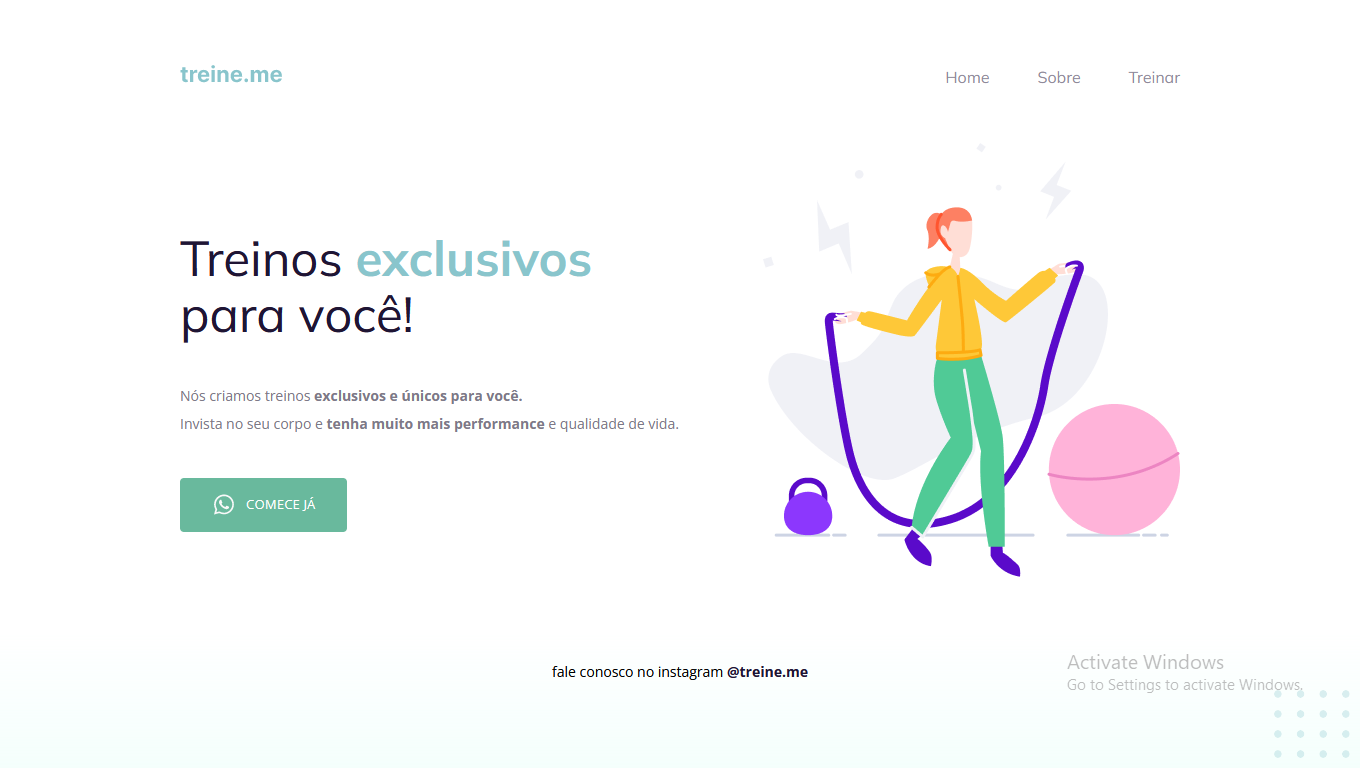 treine.me
Home Sobre Treinar
Treinos exclusivos
para você!
Nós criamos treinos exclusivos e únicos para você.
Invista no seu corpo e tenha muito mais performance e qualidade de vida.
COMECE JÁ
fale conosco no instagram @treine.me
Activate Windows
Go to Settings to activate Windows.